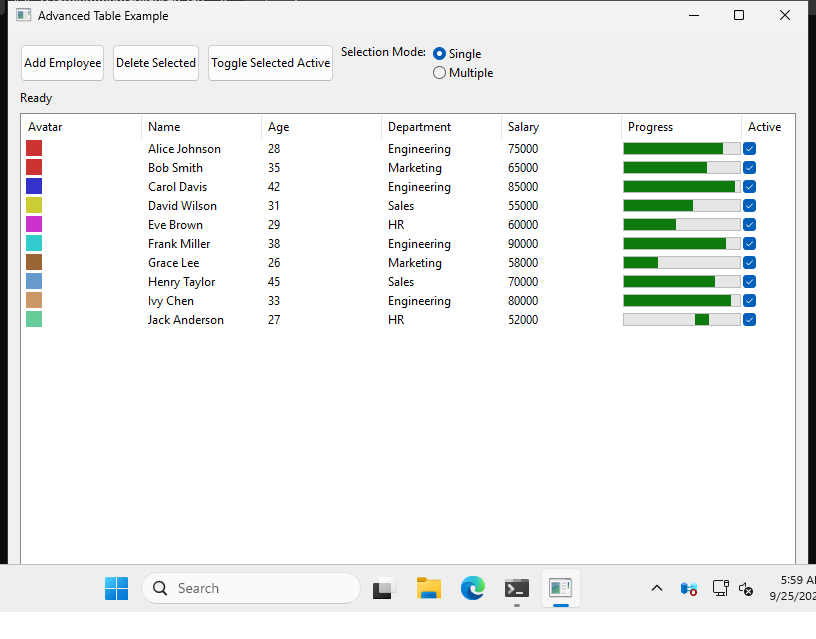 Advanced Table Example
Add Employee Delete Selected Toggle Selected Active Selection Mode: Single
Multiple
Ready
Avatar Name Age Department Salary Progress Active
Alice Johnson 28 Engineering 75000
Bob Smith 35 Marketing 65000
Carol Davis 42 Engineering 85000
David Wilson 31 Sales 55000
Eve Brown 29 HR 60000
Frank Miller 38 Engineering 90000
Grace Lee 26 Marketing 58000
Henry Taylor 45 Sales 70000
Ivy Chen 33 Engineering 80000
Jack Anderson 27 HR 52000
Search
5:59
9/25/202